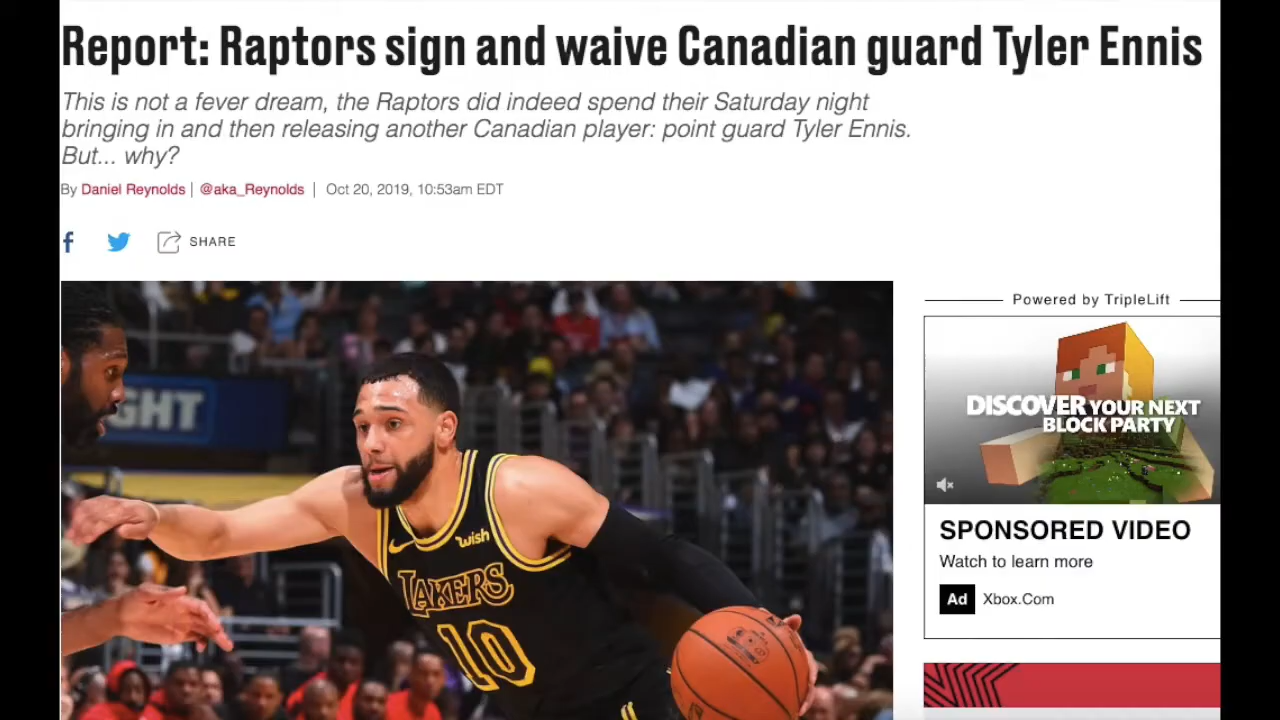 Report: Raptors sign and waive Canadian guard Tyler Ennis
This is not a fever dream, the Raptors did indeed spend their Saturday night
bringing in and then releasing another Canadian player: point guard Tyler Ennis.
But... why?
By Daniel Reynolds | @aka_Reynolds | Oct 20, 2019, 10:53am EDT
SHARE
Powered by TripleLift
GHT
wish
LAKERS
10
DISCOVER YOUR NEXT
BLOCK PARTY
SPONSORED VIDEO
Watch to learn more
Ad Xbox.Com